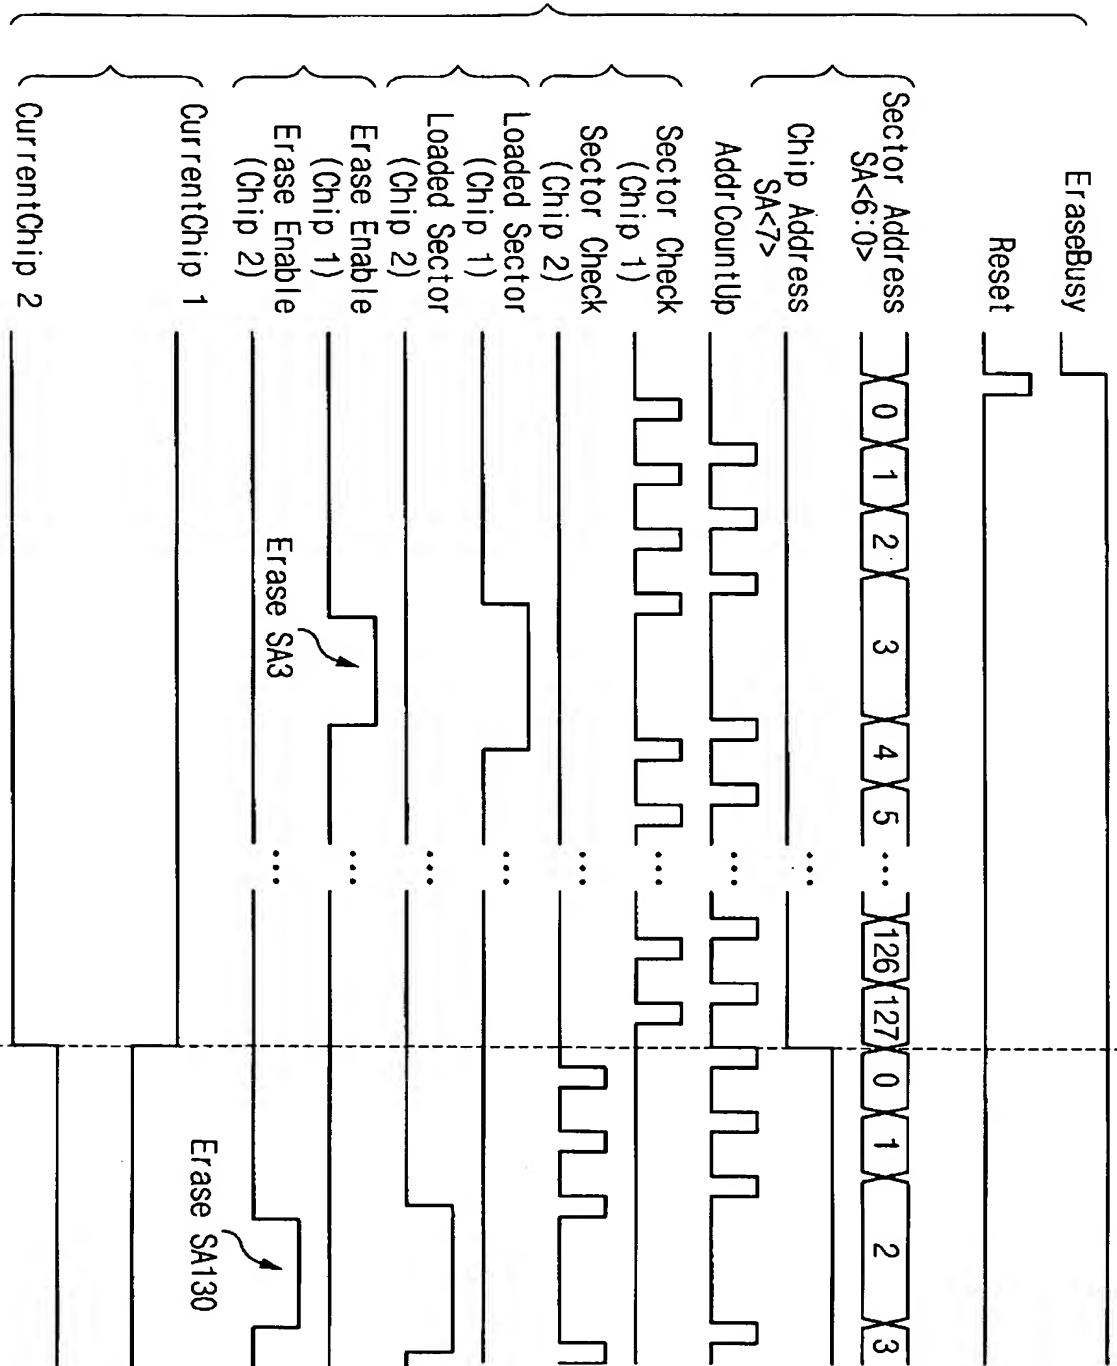 EraseBusy
Reset
Sector Address
SA<6:0>
0 1 2 3 4 5 ... 126 127 0 1 2 3
Chip Address
SA<7>
...
AddrCountUp
...
Sector Check
(Chip 1)
...
Sector Check
(Chip 2)
...
Loaded Sector
(Chip 1)
...
Loaded Sector
(Chip 2)
...
Erase Enable
(Chip 1)
...
Erase SA3
Erase Enable
(Chip 2)
...
Erase SA130
CurrentChip 1
CurrentChip 2